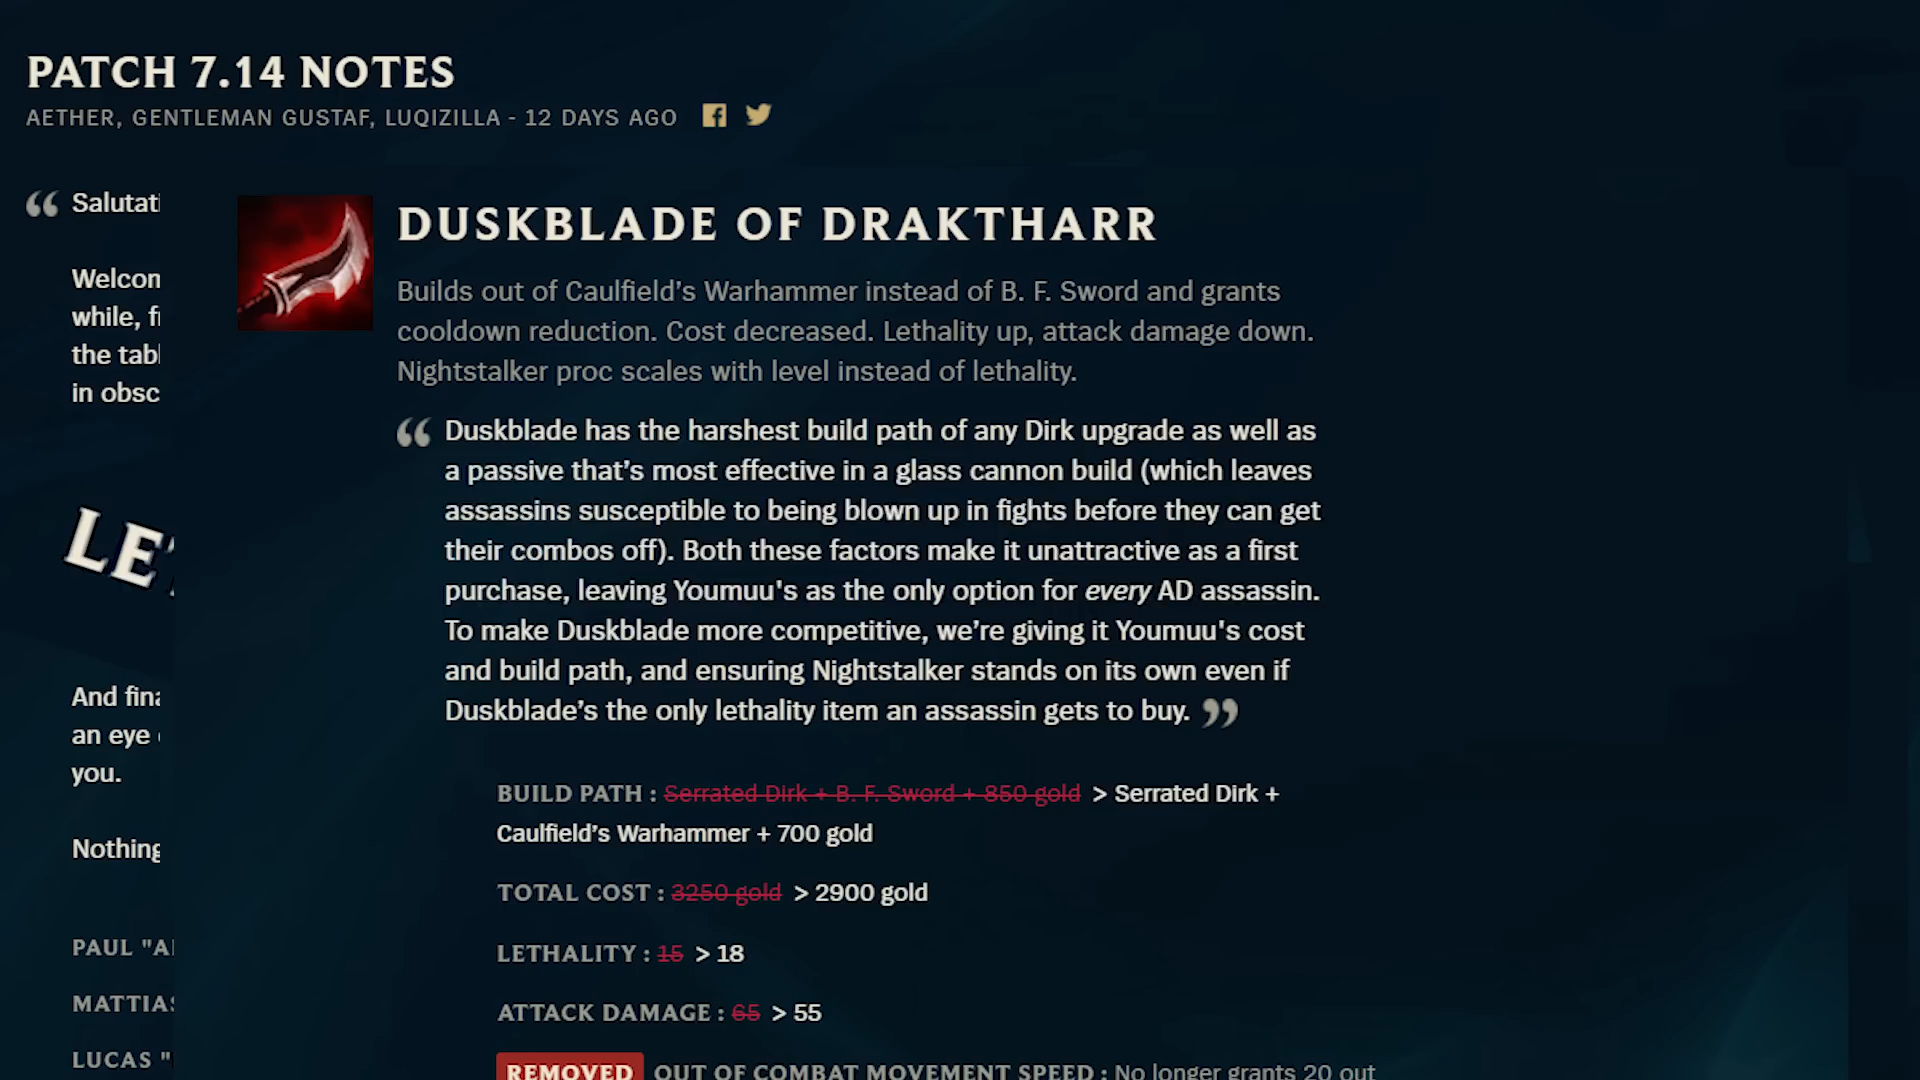 PATCH 7.14 NOTES
AETHER, GENTLEMAN GUSTAF, LUQIZILLA - 12 DAYS AGO
“ Salutati
Welcom
while, f
the tabl
in obsc
LET
And fina
an eye
you.
Nothing
PAUL "A
MATTIAS
LUCAS "
DUSKBLADE OF DRAKTHARR
Builds out of Caulfield’s Warhammer instead of B. F. Sword and grants
cooldown reduction. Cost decreased. Lethality up, attack damage down.
Nightstalker proc scales with level instead of lethality.
“ Duskblade has the harshest build path of any Dirk upgrade as well as
a passive that’s most effective in a glass cannon build (which leaves
assassins susceptible to being blown up in fights before they can get
their combos off). Both these factors make it unattractive as a first
purchase, leaving Youmuu's as the only option for every AD assassin.
To make Duskblade more competitive, we’re giving it Youmuu's cost
and build path, and ensuring Nightstalker stands on its own even if
Duskblade’s the only lethality item an assassin gets to buy. ”
BUILD PATH : Serrated Dirk + B. F. Sword + 850 gold > Serrated Dirk +
Caulfield’s Warhammer + 700 gold
TOTAL COST : 3250 gold > 2900 gold
LETHALITY : 15 > 18
ATTACK DAMAGE : 65 > 55
REMOVED OUT OF COMBAT MOVEMENT SPEED : No longer grants 20 out